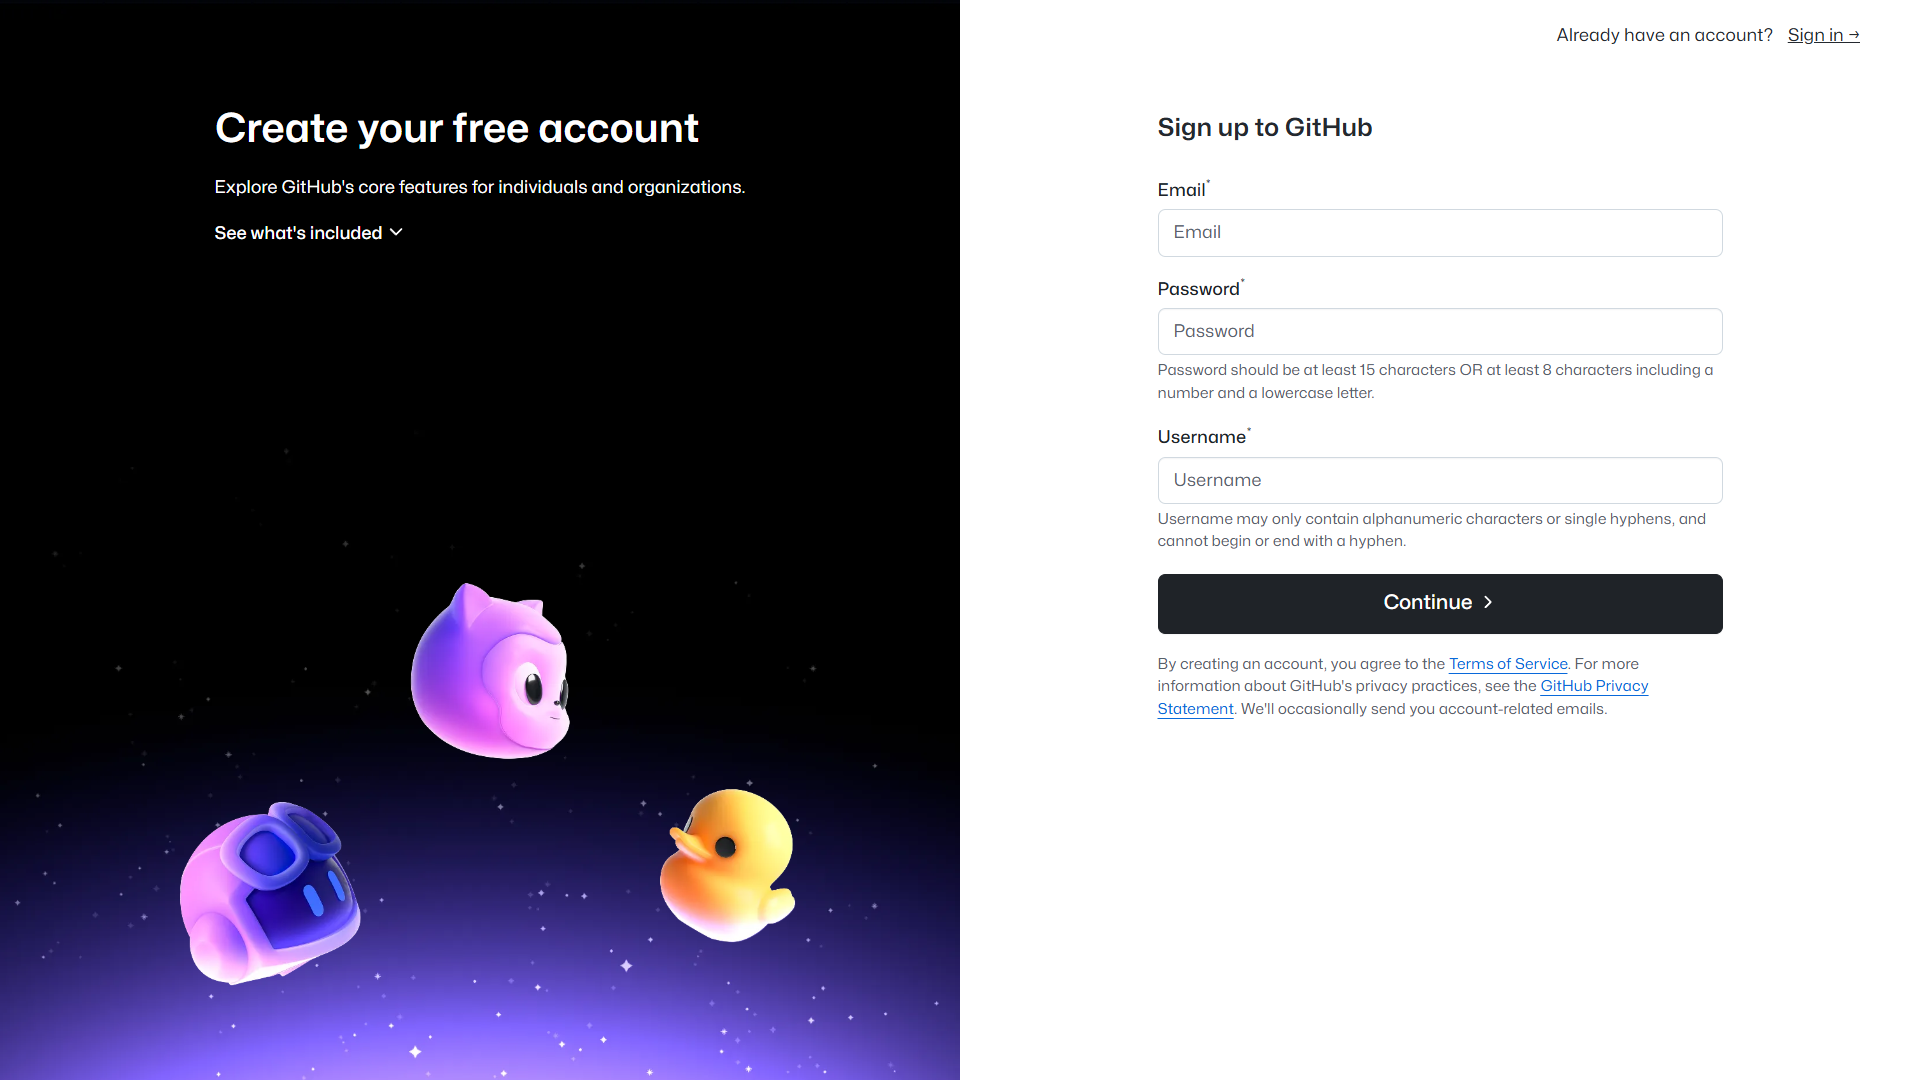 Already have an account? Sign in →
Create your free account
Explore GitHub's core features for individuals and organizations.
See what's included
Sign up to GitHub
Email*
Email
Password*
Password
Password should be at least 15 characters OR at least 8 characters including a
number and a lowercase letter.
Username*
Username
Username may only contain alphanumeric characters or single hyphens, and
cannot begin or end with a hyphen.
Continue
By creating an account, you agree to the Terms of Service. For more
information about GitHub's privacy practices, see the GitHub Privacy
Statement. We'll occasionally send you account-related emails.